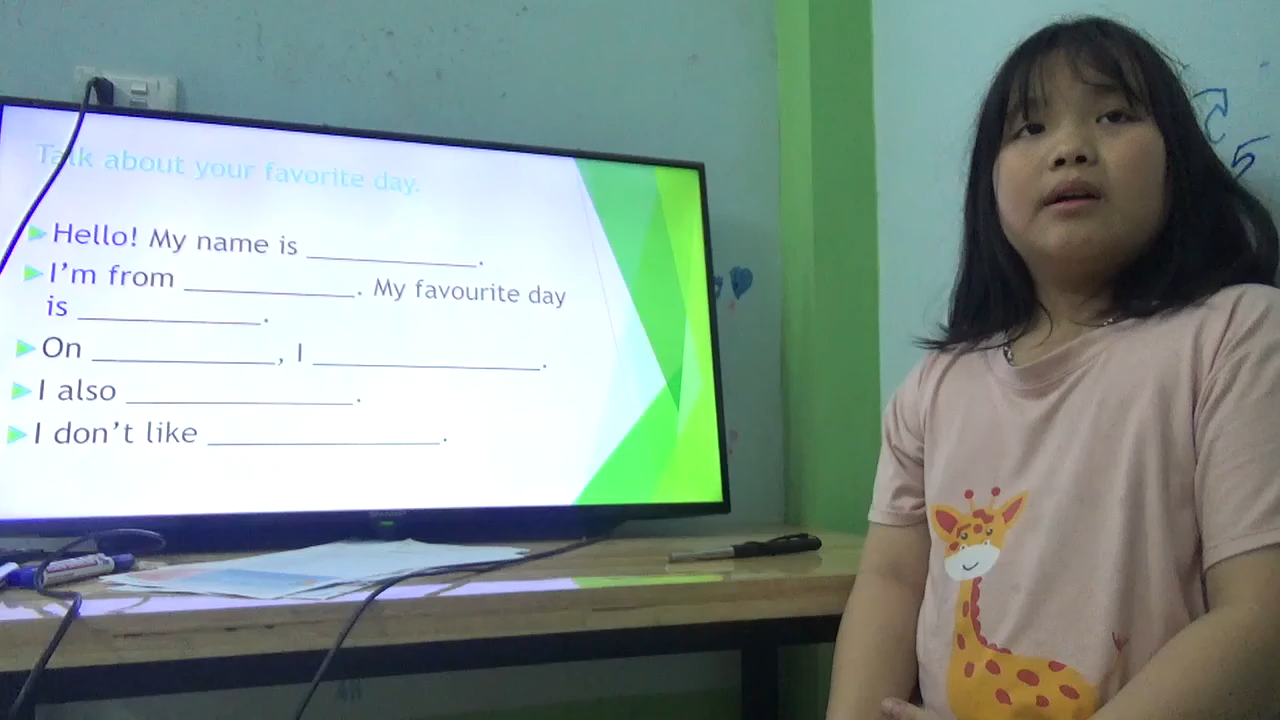 Talk about your favorite day.
Hello! My name is ____________.
I'm from ____________. My favourite day
is ____________.
On ____________, I ________________.
I also ________________.
I don't like ________________.
5